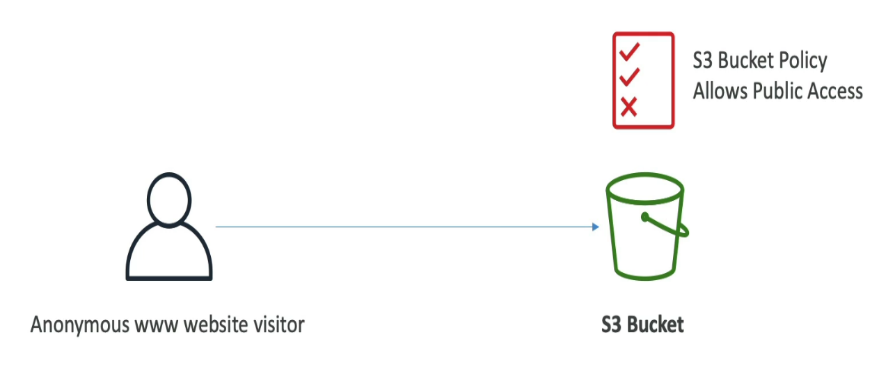 S3 Bucket Policy
Allows Public Access
Anonymous www website visitor
S3 Bucket